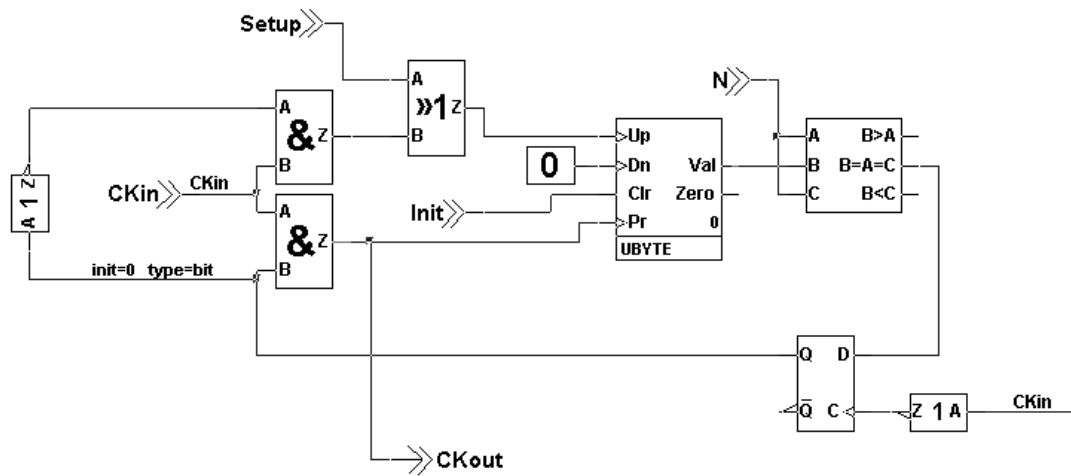 Setup
N
A
»1 Z
B
A
& Z
B
CKin
CKin
A
& Z
B
A 1 Z
init=0 type=bit
0
Init
Up
Dn
Clr
Pr
Val
Zero
0
UBYTE
A
B
C
B>A
B=A=C
B<C
Q D
Q̅ C
Z 1 A
CKin
CKout